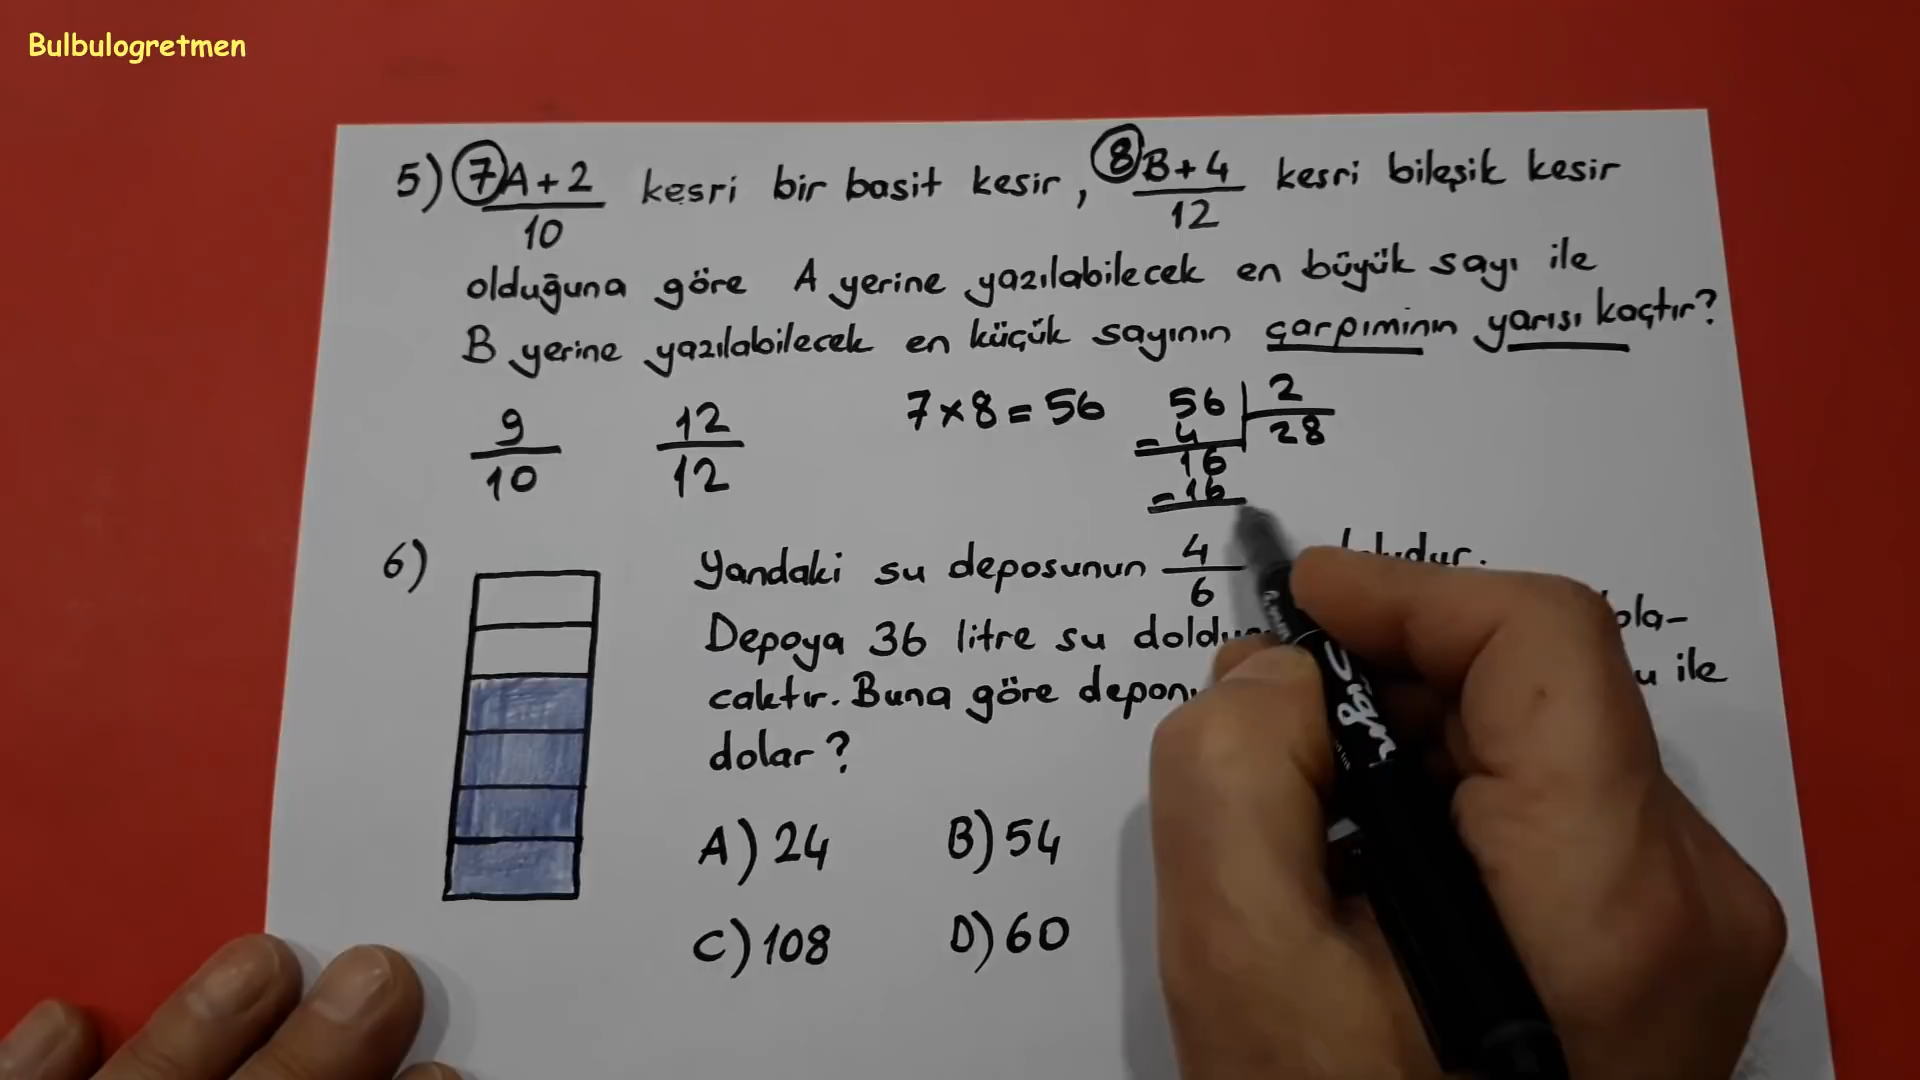 Bulbulogretmen
5) 7A+2/10 kesri bir basit kesir, 8B+4/12 kesri bileşik kesir
olduğuna göre A yerine yazılabilecek en büyük sayı ile
B yerine yazılabilecek en küçük sayının çarpımının yarısı kaçtır?
9/10 12/12 7×8=56 56 2
-4 28
16
-16
6) Yandaki su deposunun 4/6
Depoya 36 litre su
caktır. Buna göre ile
dolar?
A) 24 B) 54
C) 108 D) 60